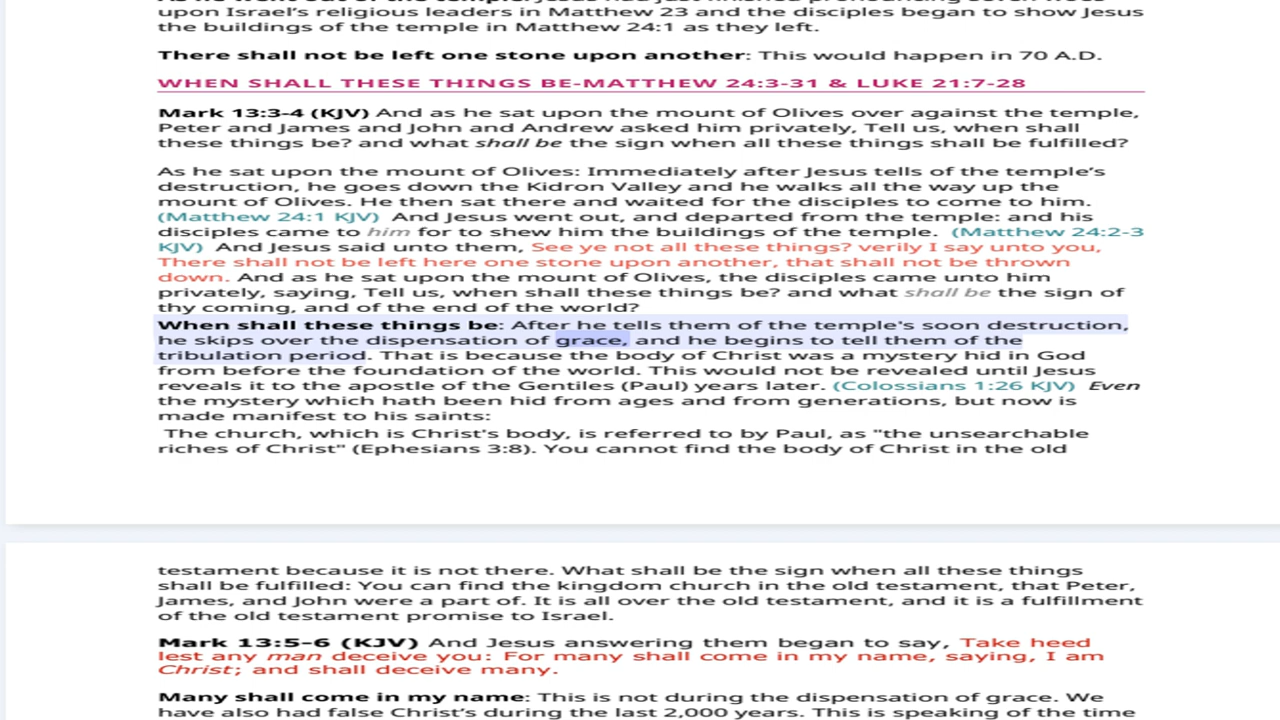 upon Israel's religious leaders in Matthew 23 and the disciples began to show Jesus
the buildings of the temple in Matthew 24:1 as they left.
There shall not be left one stone upon another: This would happen in 70 A.D.
WHEN SHALL THESE THINGS BE-MATTHEW 24:3-31 & LUKE 21:7-28
Mark 13:3-4 (KJV) And as he sat upon the mount of Olives over against the temple,
Peter and James and John and Andrew asked him privately, Tell us, when shall
these things be? and what shall be the sign when all these things shall be fulfilled?
As he sat upon the mount of Olives: Immediately after Jesus tells of the temple's
destruction, he goes down the Kidron Valley and he walks all the way up the
mount of Olives. He then sat there and waited for the disciples to come to him.
(Matthew 24:1 KJV) And Jesus went out, and departed from the temple: and his
disciples came to him for to shew him the buildings of the temple. (Matthew 24:2-3
KJV) And Jesus said unto them, See ye not all these things? verily I say unto you,
There shall not be left here one stone upon another, that shall not be thrown
down. And as he sat upon the mount of Olives, the disciples came unto him
privately, saying, Tell us, when shall these things be? and what shall be the sign of
thy coming, and of the end of the world?
When shall these things be: After he tells them of the temple's soon destruction,
he skips over the dispensation of grace, and he begins to tell them of the
tribulation period. That is because the body of Christ was a mystery hid in God
from before the foundation of the world. This would not be revealed until Jesus
reveals it to the apostle of the Gentiles (Paul) years later. (Colossians 1:26 KJV) Even
the mystery which hath been hid from ages and from generations, but now is
made manifest to his saints:
The church, which is Christ's body, is referred to by Paul, as "the unsearchable
riches of Christ" (Ephesians 3:8). You cannot find the body of Christ in the old
testament because it is not there. What shall be the sign when all these things
shall be fulfilled: You can find the kingdom church in the old testament, that Peter,
James, and John were a part of. It is all over the old testament, and it is a fulfillment
of the old testament promise to Israel.
Mark 13:5-6 (KJV) And Jesus answering them began to say, Take heed
lest any man deceive you: For many shall come in my name, saying, I am
Christ; and shall deceive many.
Many shall come in my name: This is not during the dispensation of grace. We
have also had false Christ's during the last 2,000 years. This is speaking of the time